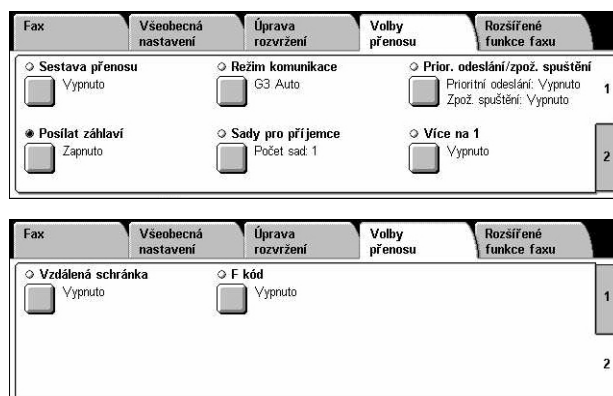 Fax
Všeobecná nastavení
Úprava rozvržení
Volby přenosu
Rozšířené funkce faxu
Sestava přenosu
Vypnuto
Režim komunikace
G3 Auto
Prior. odeslání/zpož. spuštění
Prioritní odeslání: Vypnuto
Zpož. spuštění: Vypnuto
1
Posílat záhlaví
Zapnuto
Sady pro příjemce
Počet sad: 1
Více na 1
Vypnuto
2
Fax
Všeobecná nastavení
Úprava rozvržení
Volby přenosu
Rozšířené funkce faxu
Vzdálená schránka
Vypnuto
F kód
Vypnuto
1
2